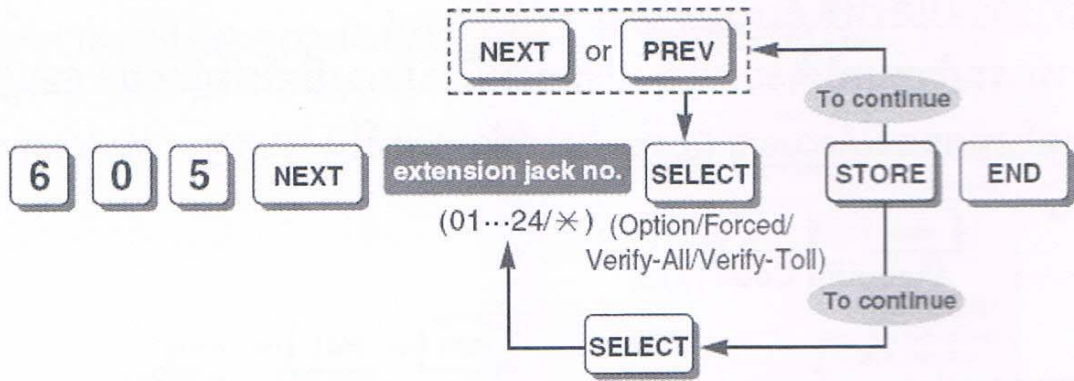 NEXT or PREV
To continue
6 0 5 NEXT extension jack no. SELECT STORE END
(01···24/✳) (Option/Forced/
Verify-All/Verify-Toll)
To continue
SELECT